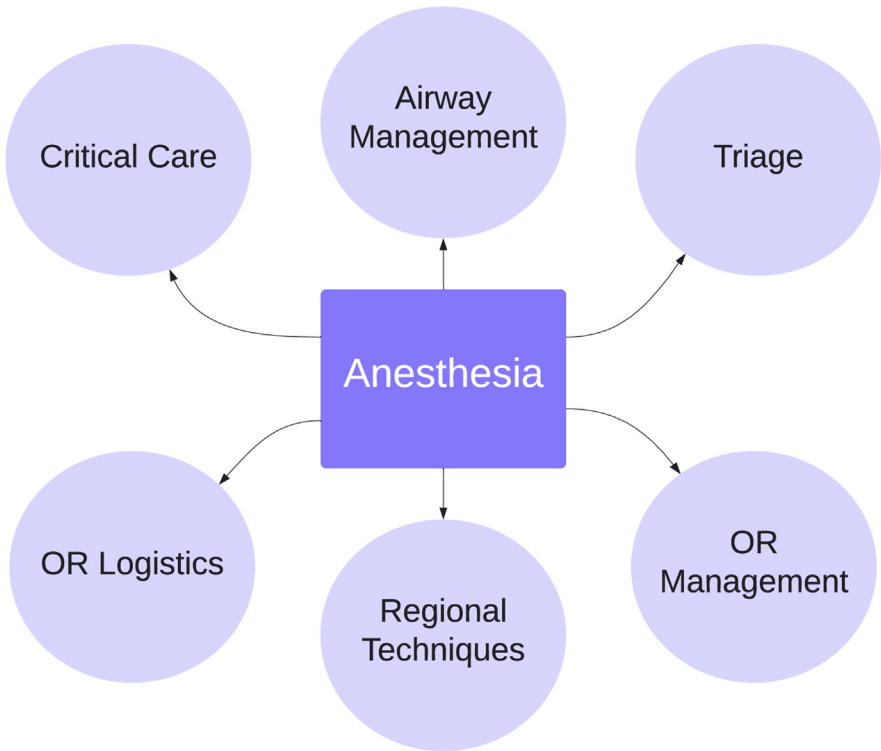 Airway
Management
Critical Care
Triage
Anesthesia
OR Logistics
OR
Management
Regional
Techniques